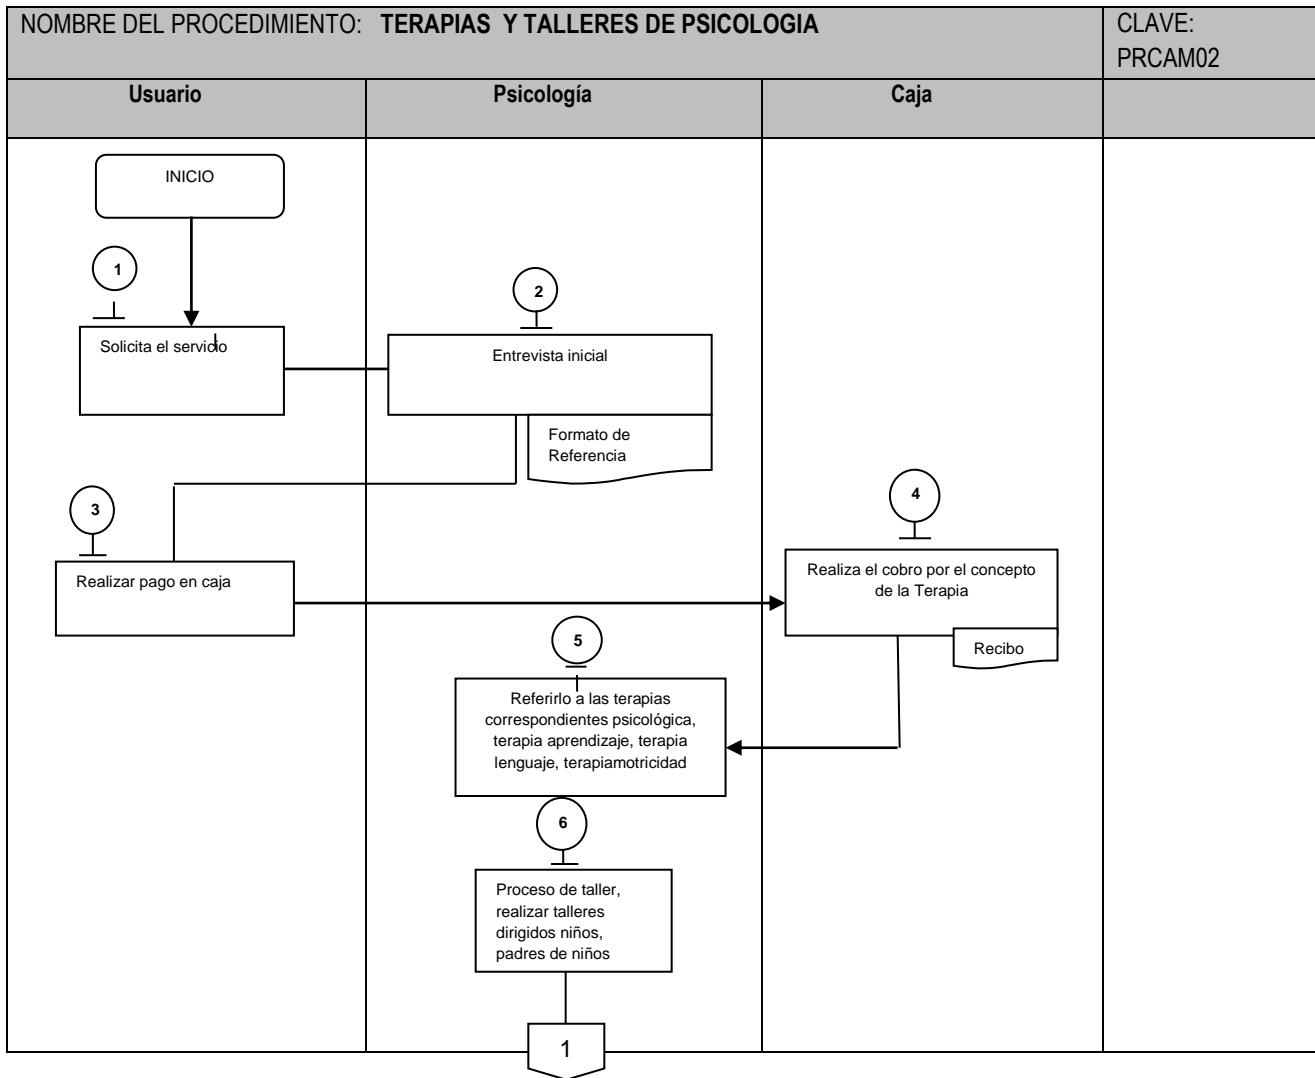 NOMBRE DEL PROCEDIMIENTO: TERAPIAS Y TALLERES DE PSICOLOGIA
CLAVE:
PRCAM02
Usuario
Psicología
Caja
INICIO
1
2
Solicita el servicio
Entrevista inicial
Formato de
Referencia
3
4
Realizar pago en caja
Realiza el cobro por el concepto
de la Terapia
Recibo
5
Referirlo a las terapias
correspondientes psicológica,
terapia aprendizaje, terapia
lenguaje, terapiamotricidad
6
Proceso de taller,
realizar talleres
dirigidos niños,
padres de niños
1